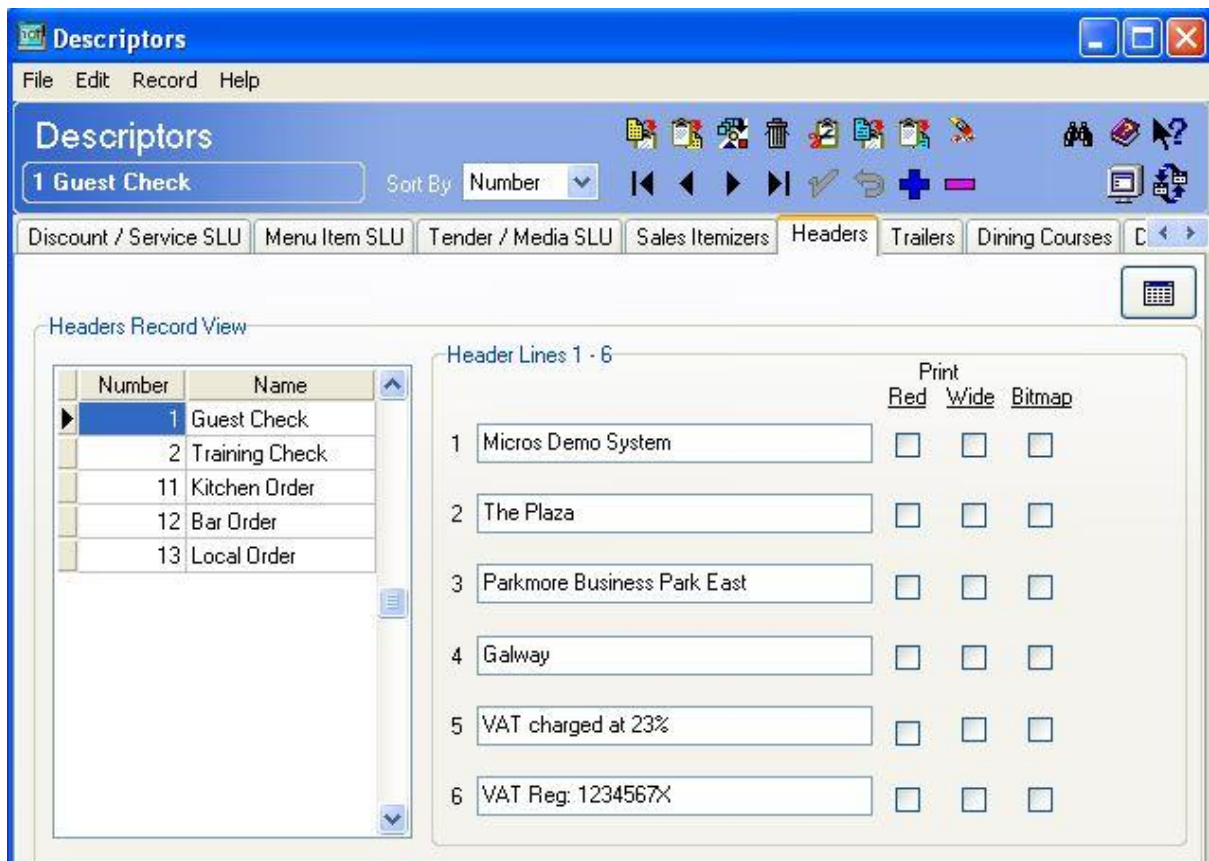 Descriptors
File Edit Record Help
Descriptors
1 Guest Check
Sort By Number
Discount / Service SLU Menu Item SLU Tender / Media SLU Sales Itemizers Headers Trailers Dining Courses
Headers Record View
Header Lines 1 - 6
Number Name
1 Guest Check
2 Training Check
11 Kitchen Order
12 Bar Order
13 Local Order
Print
Red Wide Bitmap
1 Micros Demo System
2 The Plaza
3 Parkmore Business Park East
4 Galway
5 VAT charged at 23%
6 VAT Reg: 1234567X